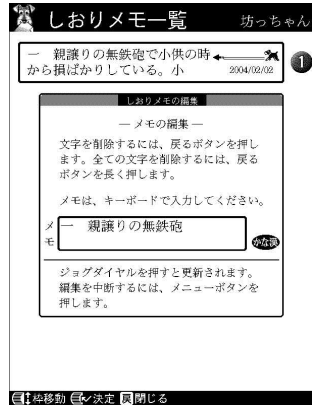 しおりメモ一覧 坊っちゃん
一 親譲りの無鉄砲で小供の時
から損ばかりしている。小 2004/02/02
1
しおりメモの編集
― メモの編集 ―
文字を削除するには、戻るボタンを押し
ます。全ての文字を削除するには、戻る
ボタンを長く押します。
メモは、キーボードで入力してください。
メモ 一 親譲りの無鉄砲
かな漢
ジョグダイヤルを押すと更新されます。
編集を中断するには、メニューボタンを
押します。
枠移動 決定 戻 閉じる